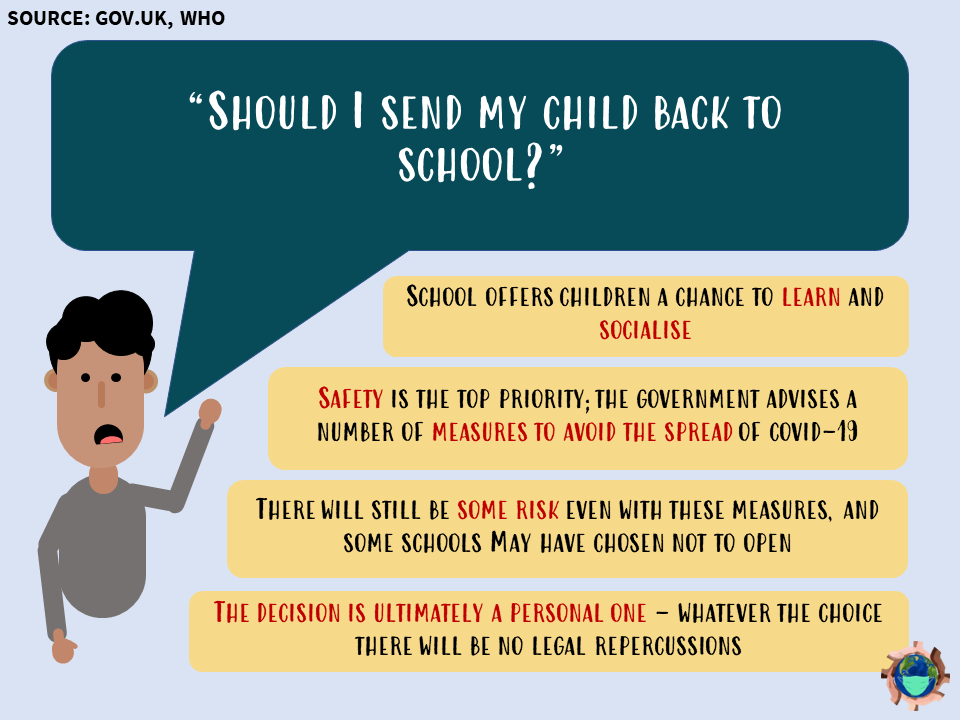 SOURCE: GOV.UK, WHO
“Should I send my child back to
school?”
School offers children a chance to learn and
socialise
Safety is the top priority; the government advises a
number of measures to avoid the spread of covid-19
There will still be some risk even with these measures, and
some schools May have chosen not to open
The decision is ultimately a personal one – whatever the choice
there will be no legal repercussions